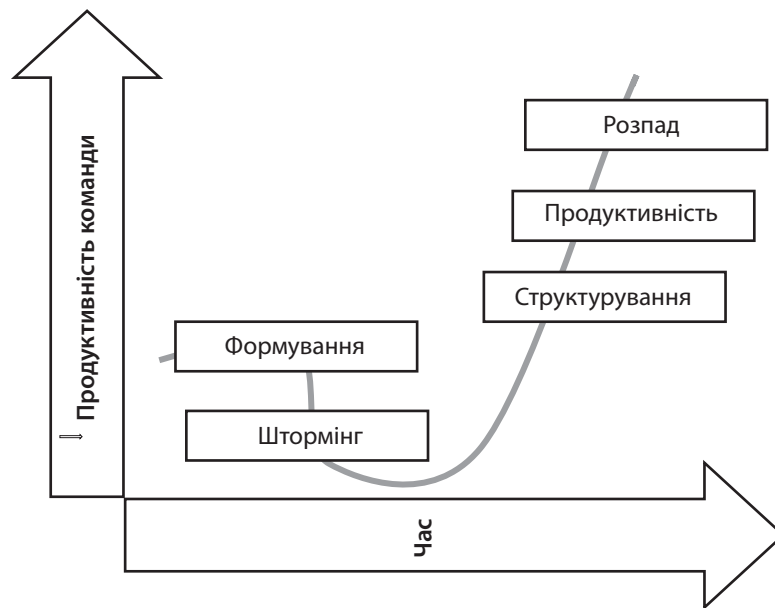 Продуктивність команди
Розпад
Продуктивність
Структурування
Формування
Штормінг
Час